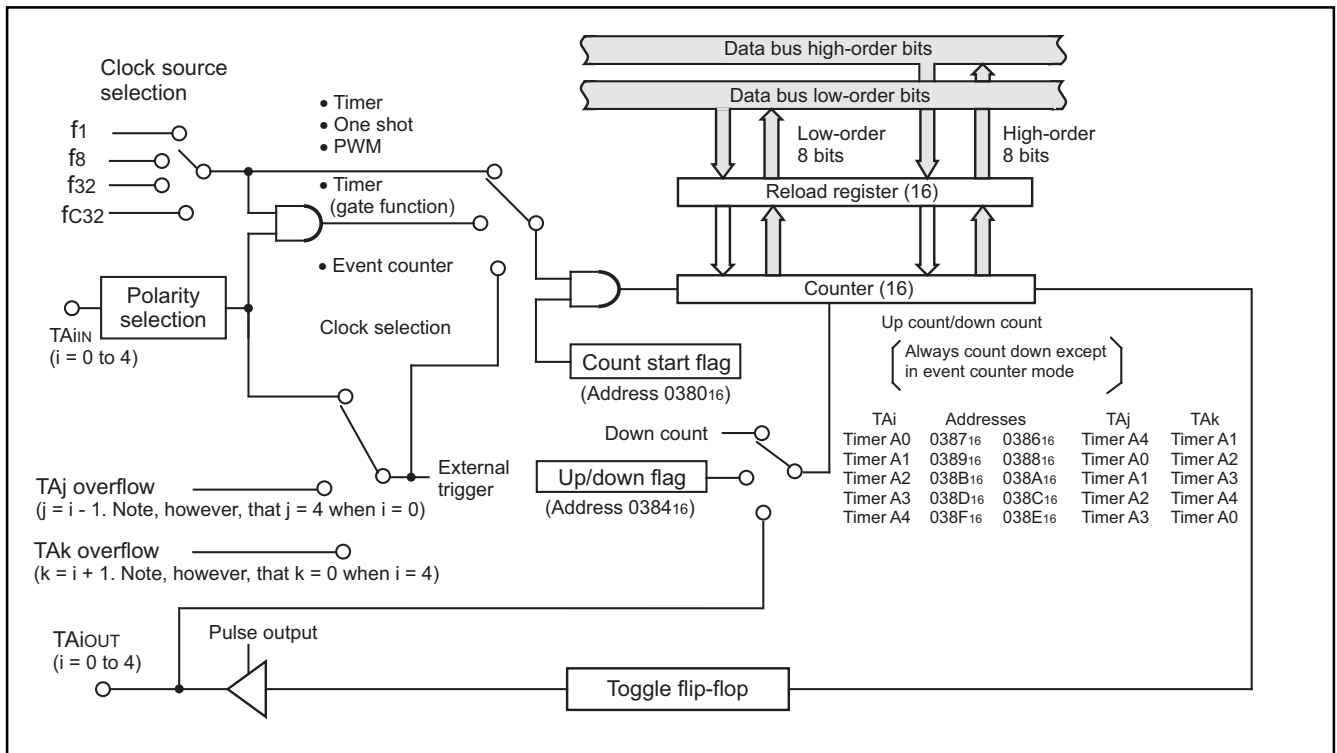 Data bus high-order bits
Data bus low-order bits
Clock source
selection
f1
f8
f32
fC32
• Timer
• One shot
• PWM
• Timer
(gate function)
• Event counter
Clock selection
Low-order
8 bits
High-order
8 bits
Reload register (16)
Counter (16)
Polarity
selection
TAiIN
(i = 0 to 4)
Up count/down count
Always count down except
in event counter mode
Count start flag
(Address 038016)
Down count
Up/down flag
(Address 038416)
External
trigger
TAj overflow
(j = i - 1. Note, however, that j = 4 when i = 0)
TAk overflow
(k = i + 1. Note, however, that k = 0 when i = 4)
TAi Addresses TAj TAk
Timer A0 038716 038616 Timer A4 Timer A1
Timer A1 038916 038816 Timer A0 Timer A2
Timer A2 038B16 038A16 Timer A1 Timer A3
Timer A3 038D16 038C16 Timer A2 Timer A4
Timer A4 038F16 038E16 Timer A3 Timer A0
TAiOUT
(i = 0 to 4)
Pulse output
Toggle flip-flop